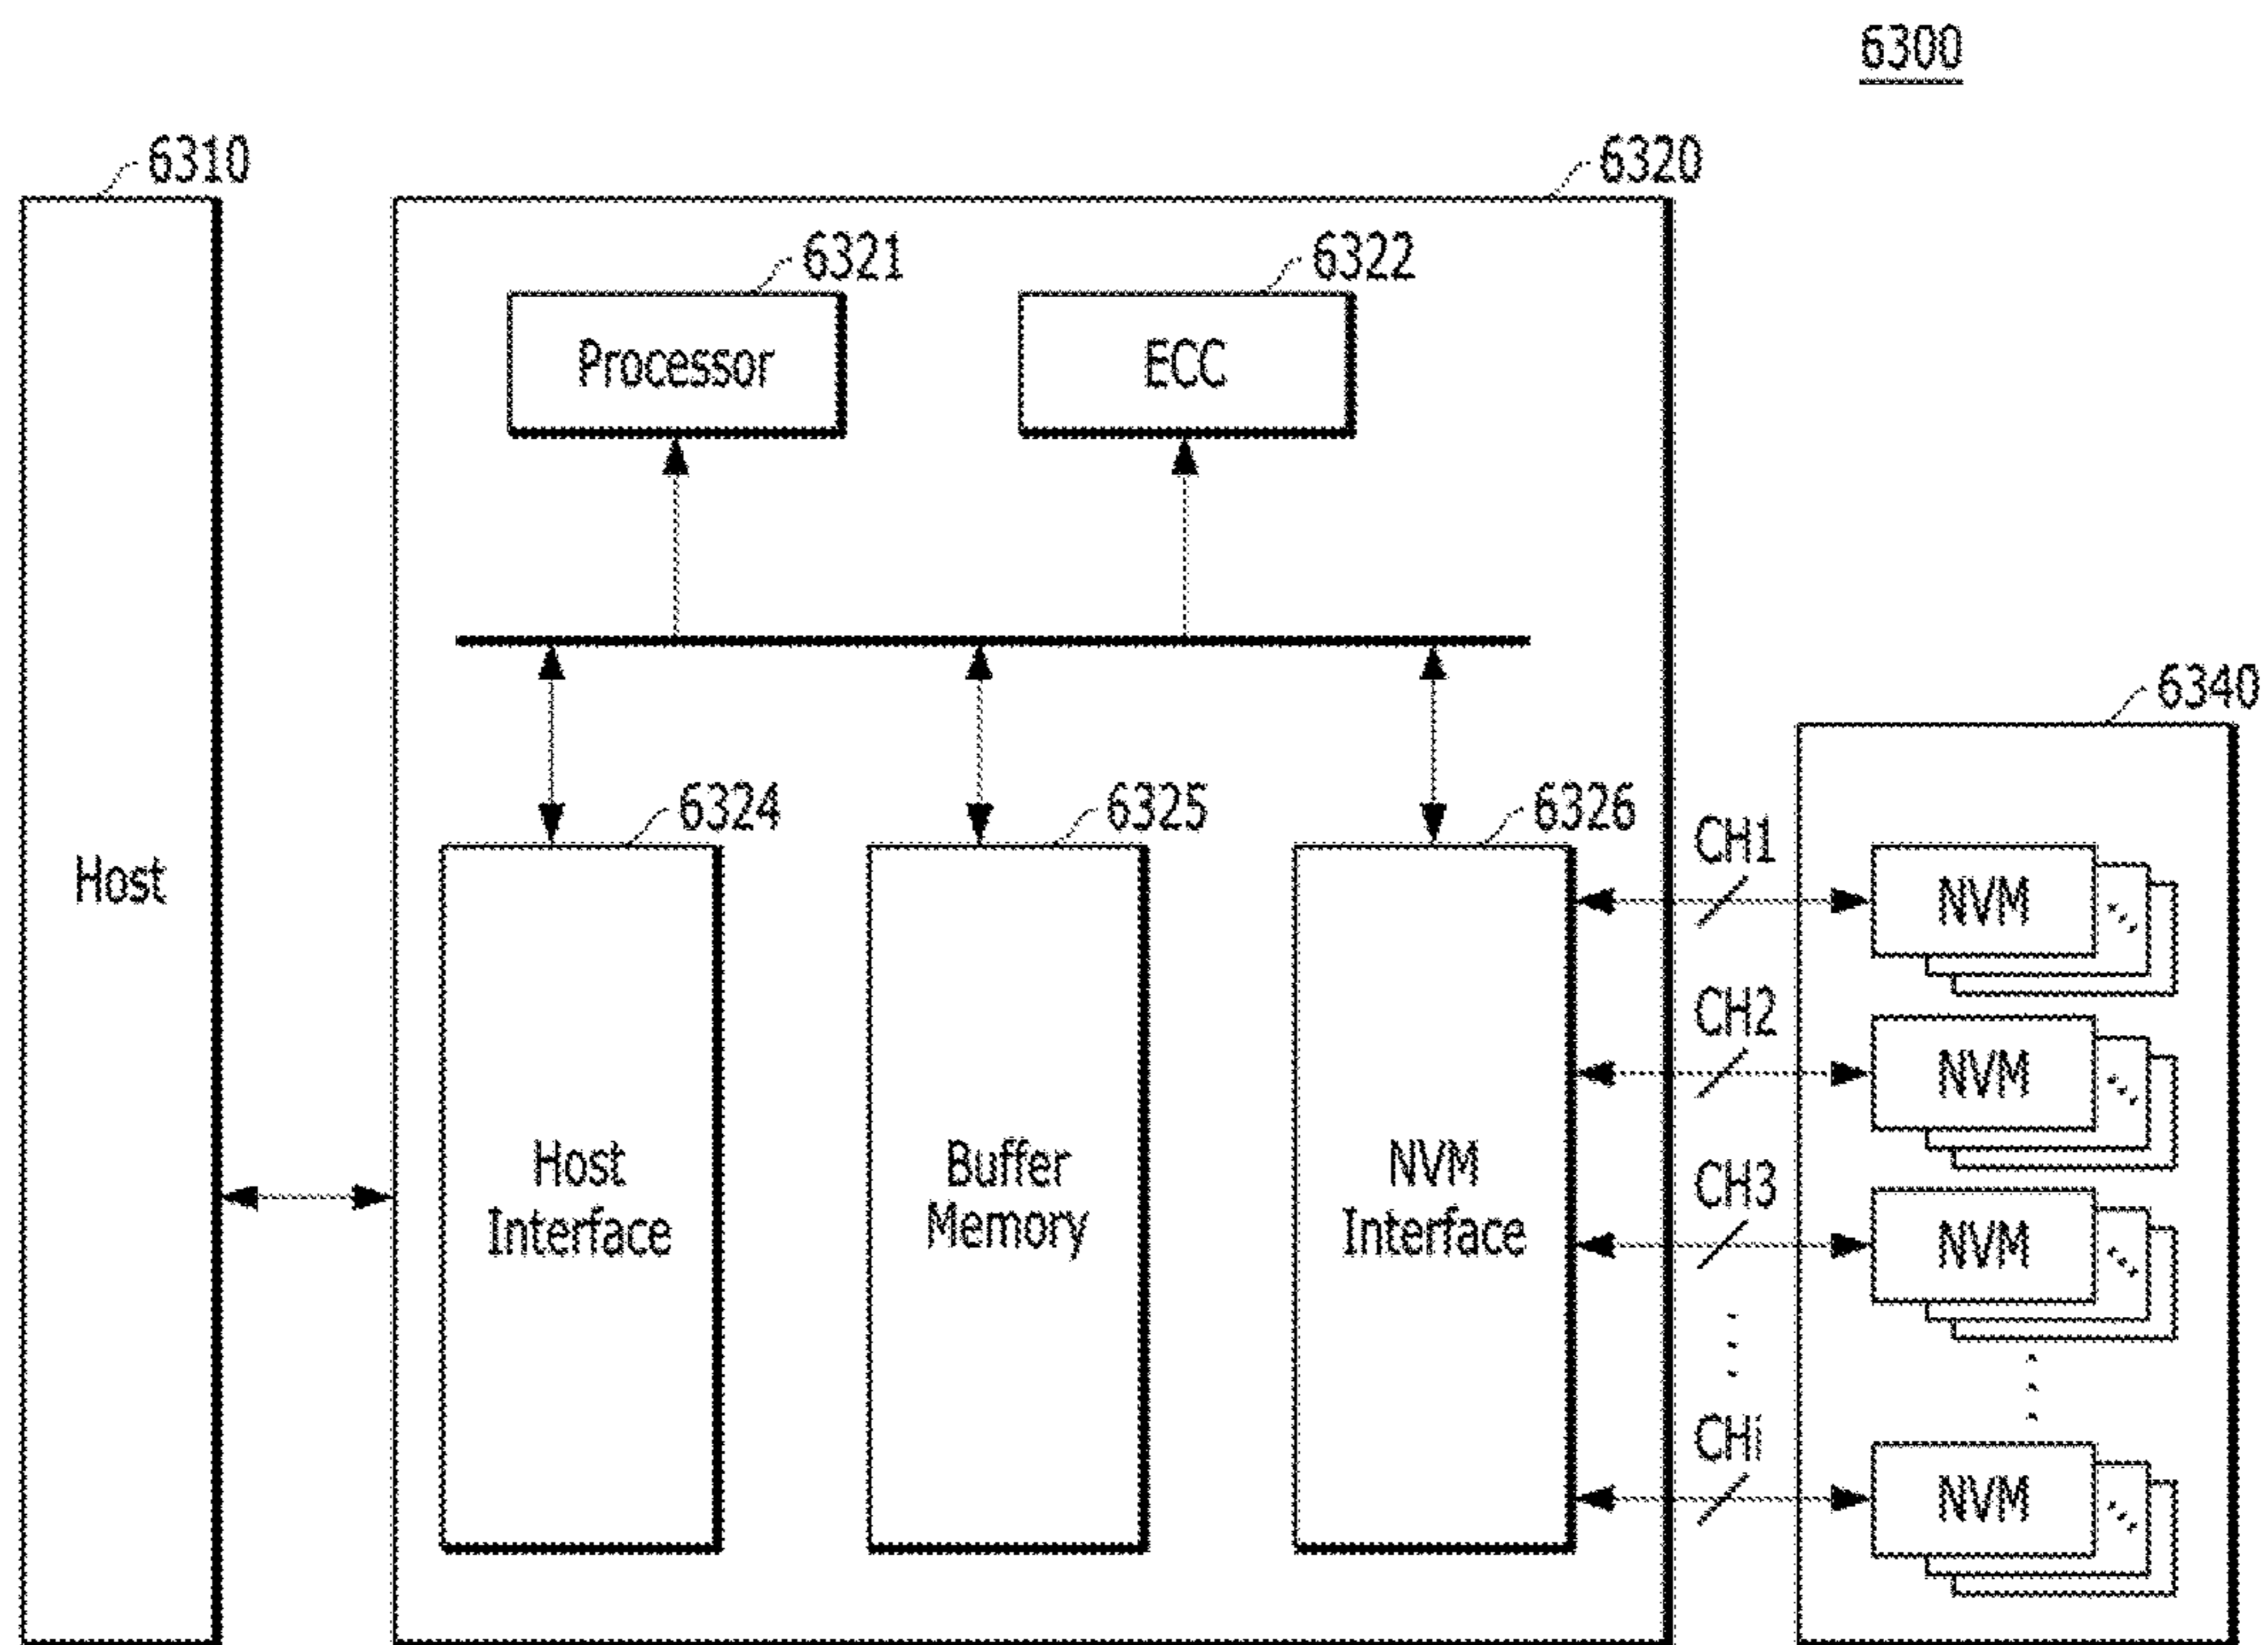 6300
6310
6320
6321
6322
Processor
ECC
6340
6324
6325
6326
CH1
Host
NVM
CH2
NVM
Host
Interface
Buffer
Memory
NVM
Interface
CH3
NVM
CHi
NVM